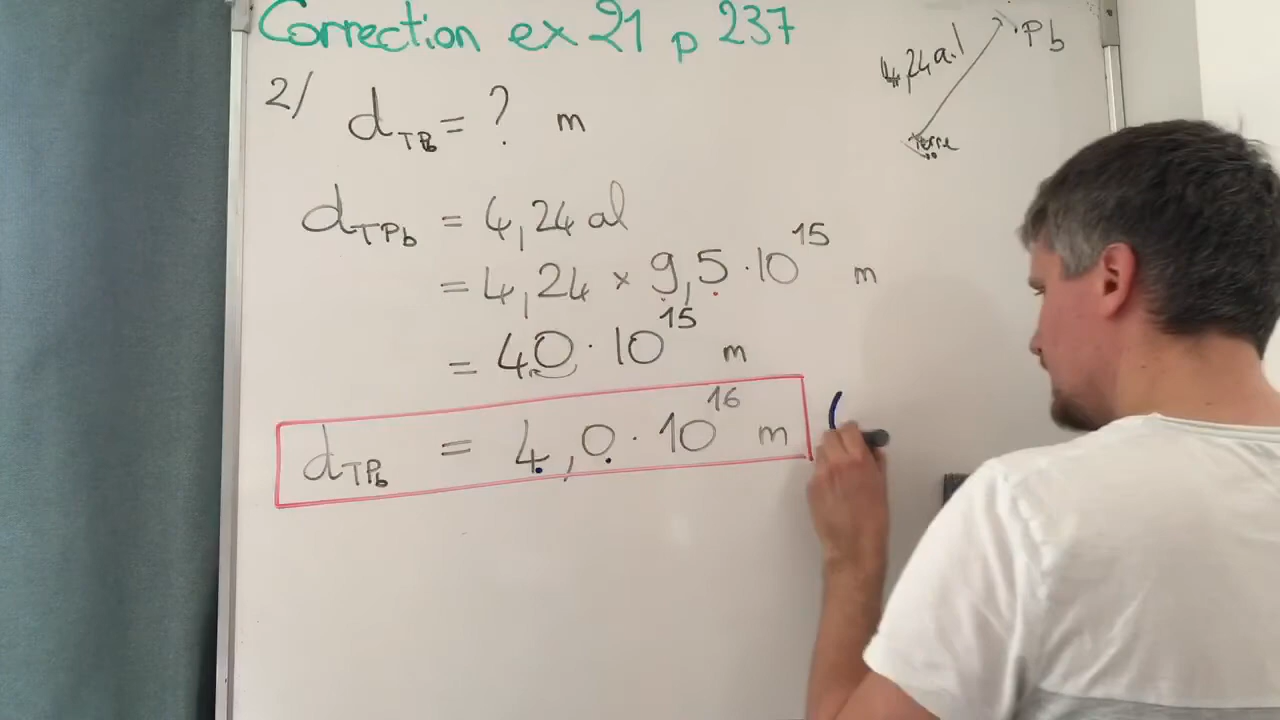 Correction ex 21 p 237
2/ d_TPb = ? m
4,24 a.l
Pb
Terre
d_TPb = 4,24 al
= 4,24 × 9,5 · 10^15 m
= 40 · 10^15 m
d_TPb = 4,0 · 10^16 m (